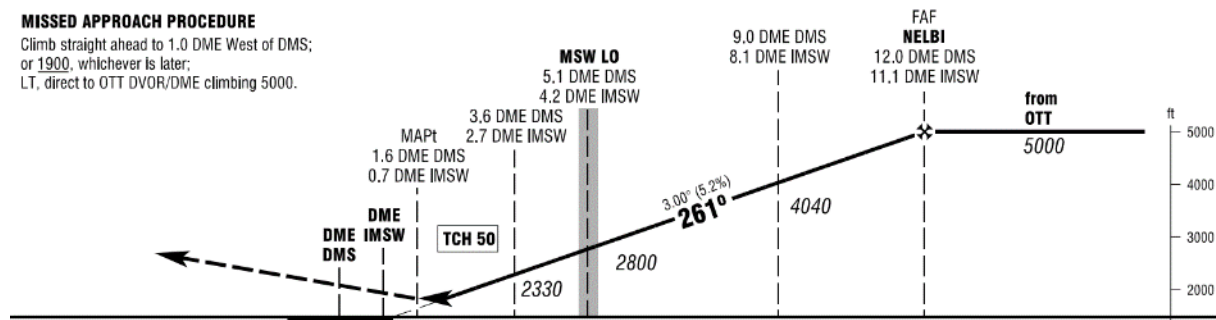 MISSED APPROACH PROCEDURE
Climb straight ahead to 1.0 DME West of DMS;
or 1900, whichever is later;
LT, direct to OTT DVOR/DME climbing 5000.
FAF
NELBI
12.0 DME DMS
11.1 DME IMSW
9.0 DME DMS
8.1 DME IMSW
MSW LO
5.1 DME DMS
4.2 DME IMSW
3.6 DME DMS
2.7 DME IMSW
MAPt
1.6 DME DMS
0.7 DME IMSW
DME
IMSW
DME
DMS
TCH 50
from
OTT
5000
3.00° (5.2%)
261º
4040
2800
2330
ft
5000
4000
3000
2000